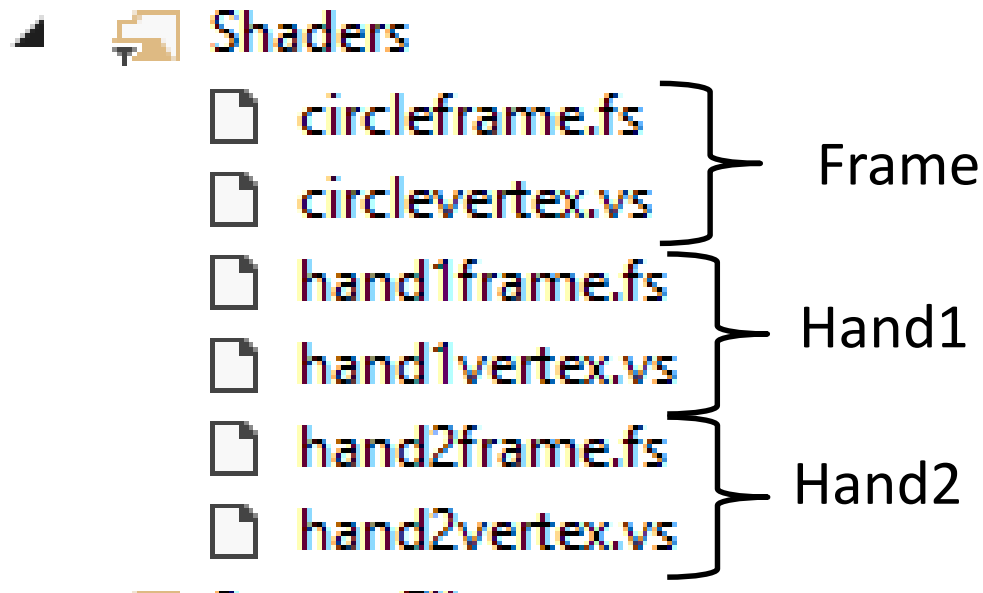 Shaders
circleframe.fs
circlevertex.vs
Frame
hand1frame.fs
hand1vertex.vs
Hand1
hand2frame.fs
hand2vertex.vs
Hand2